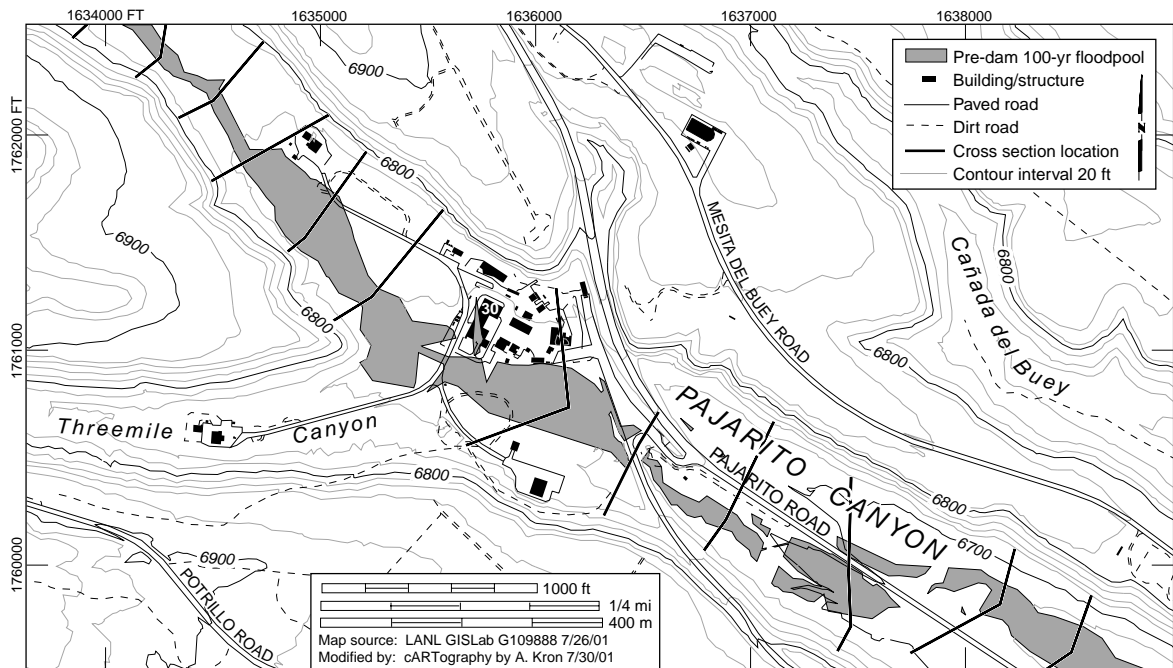 1634000 FT
1635000
1636000
1637000
1638000
1762000 FT
1761000
1760000
Pre-dam 100-yr floodpool
Building/structure
Paved road
Dirt road
Cross section location
Contour interval 20 ft
6900
6800
6900
6800
30
MESITA DEL BUEY ROAD
6800
Cañada del Buey
6800
Threemile Canyon
6800
PAJARITO CANYON
PAJARITO ROAD
6800
6700
6900
POTRILLO ROAD
1000 ft
1/4 mi
400 m
Map source: LANL GISLab G109888 7/26/01
Modified by: cARTography by A. Kron 7/30/01